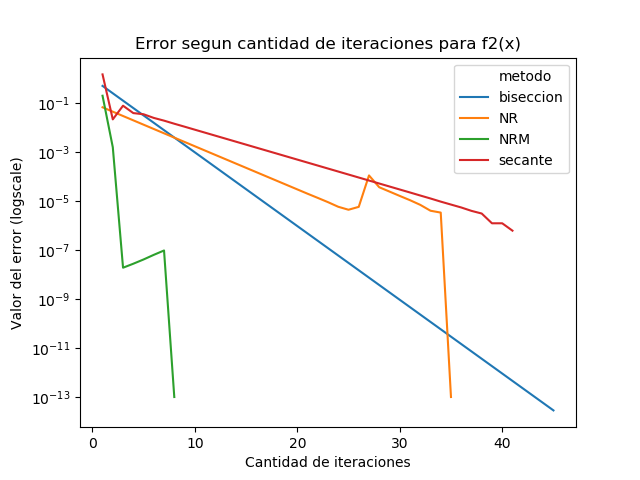 Error segun cantidad de iteraciones para f2(x)
metodo
biseccion
NR
NRM
secante
Valor del error (logscale)
10⁻¹
10⁻³
10⁻⁵
10⁻⁷
10⁻⁹
10⁻¹¹
10⁻¹³
0 10 20 30 40
Cantidad de iteraciones